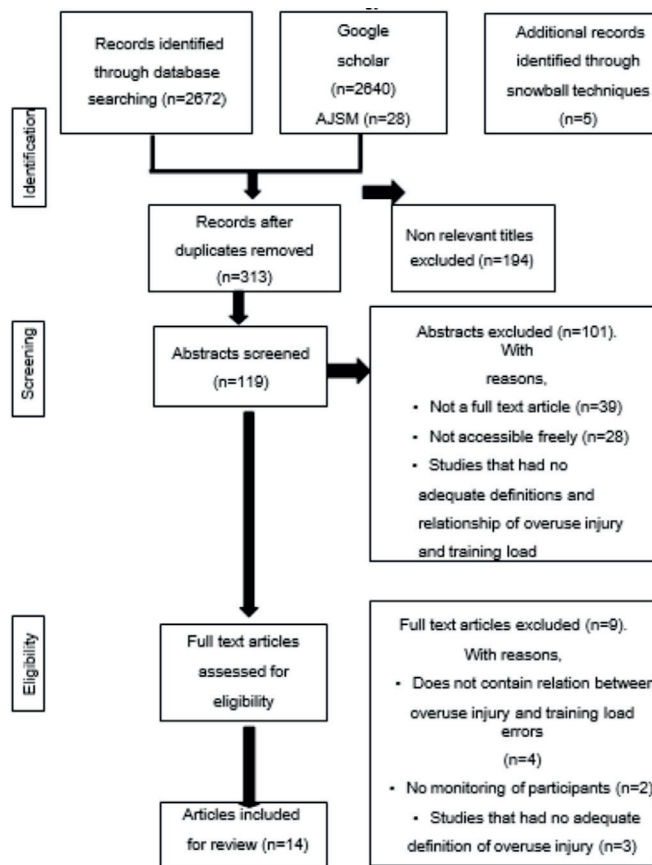 Records identified
through database
searching (n=2672)
Google
scholar
(n=2640)
AJSM (n=28)
Additional records
identified through
snowball techniques
(n=5)
Identification
Records after
duplicates removed
(n=313)
Non relevant titles
excluded (n=194)
Screening
Abstracts screened
(n=119)
Abstracts excluded (n=101).
With
reasons,
• Not a full text article (n=39)
• Not accessible freely (n=28)
• Studies that had no
adequate definitions and
relationship of overuse injury
and training load
Eligibility
Full text articles
assessed for
eligibility
Full text articles excluded (n=9).
With reasons,
• Does not contain relation between
overuse injury and training load
errors
(n=4)
• No monitoring of participants (n=2)
• Studies that had no adequate
definition of overuse injury (n=3)
Articles included
for review (n=14)